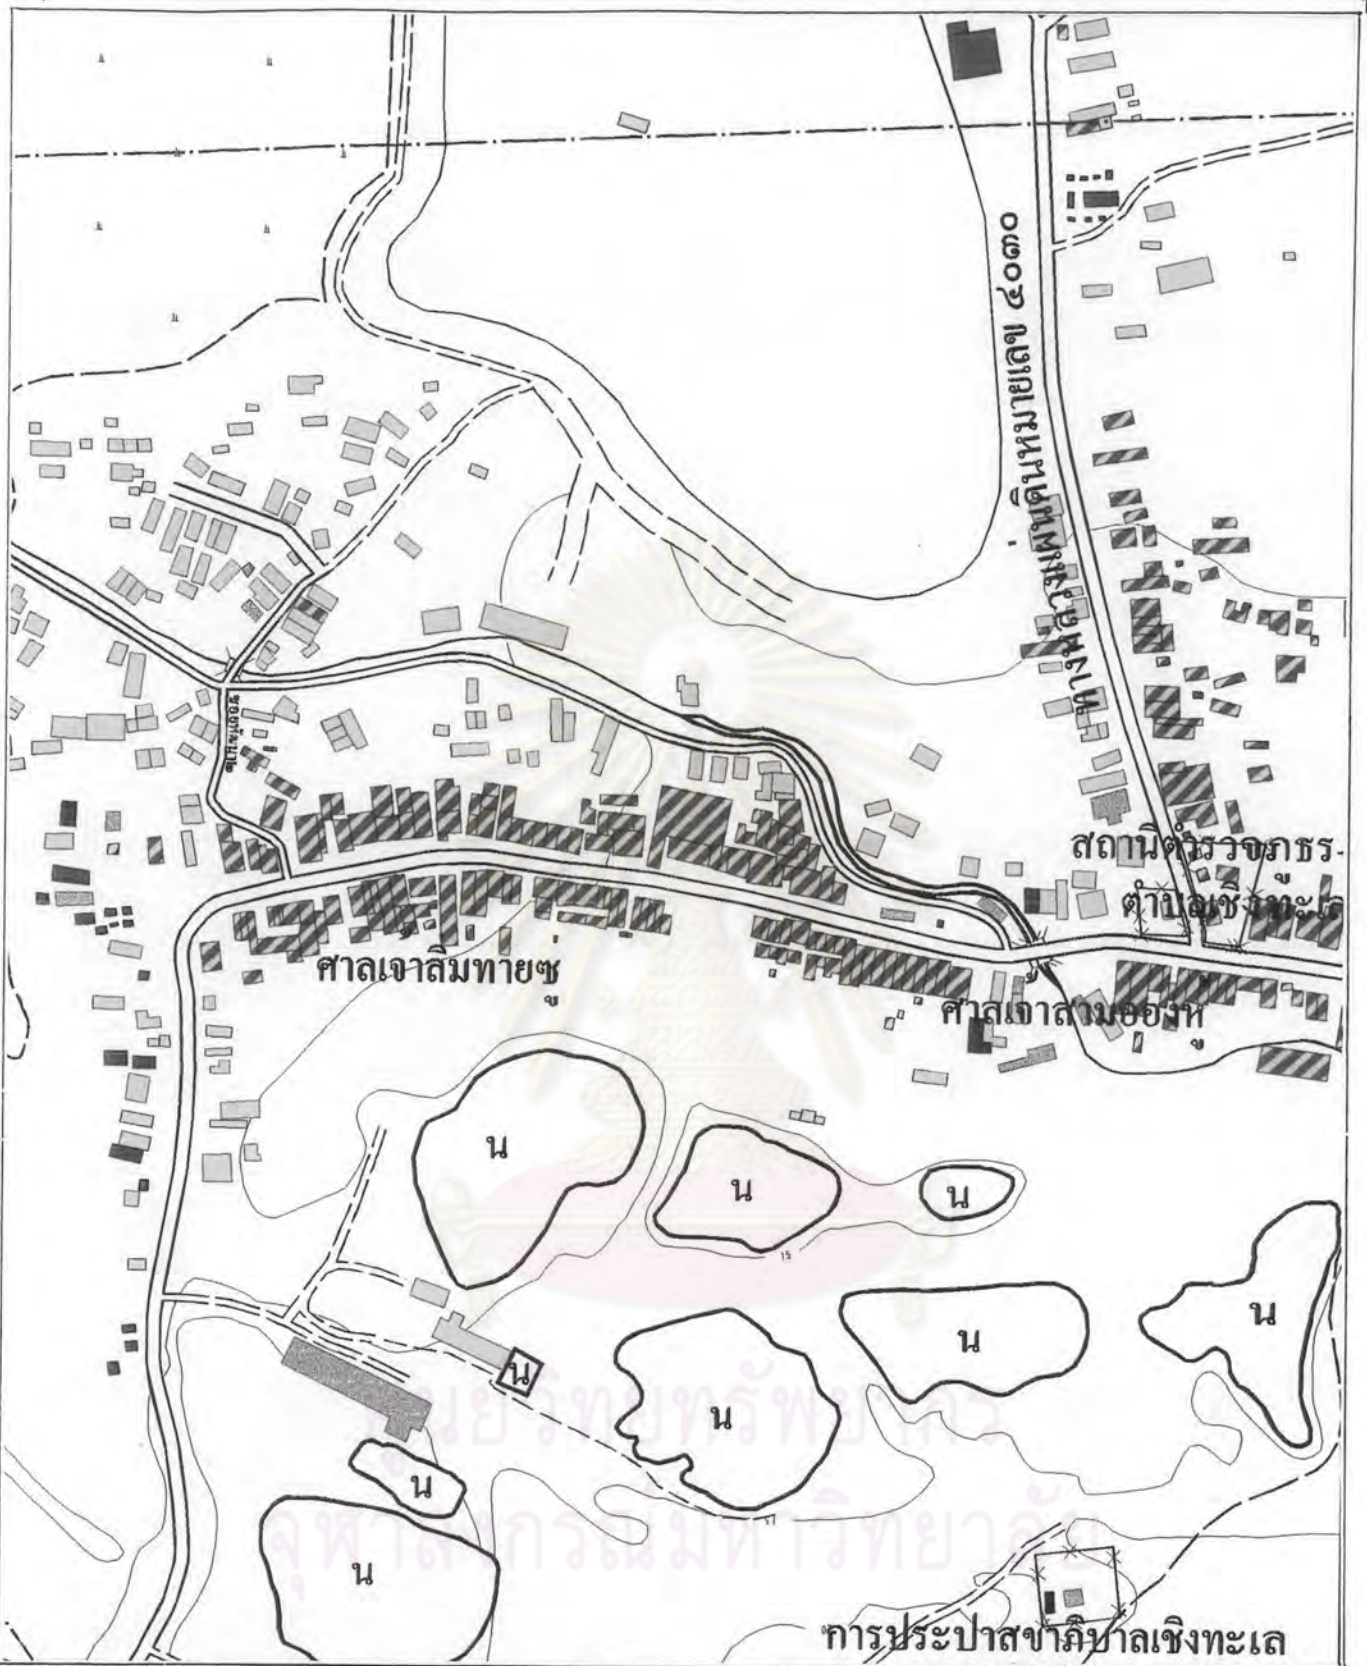 ทางหลวงแผ่นดินหมายเลข ๔๐๓๐
สถานีตำรวจภูธร-
ตำบลเชิงทะเล
ศาลเจาลิ่มทายซู
ศาลเจาสามอองหู
น
น
น
15
น
น
น
น
น
น
17
การประปาสุขาภิบาลเชิงทะเล
ศูนย์วิทยทรัพยากร
จุฬาลงกรณ์มหาวิทยาลัย